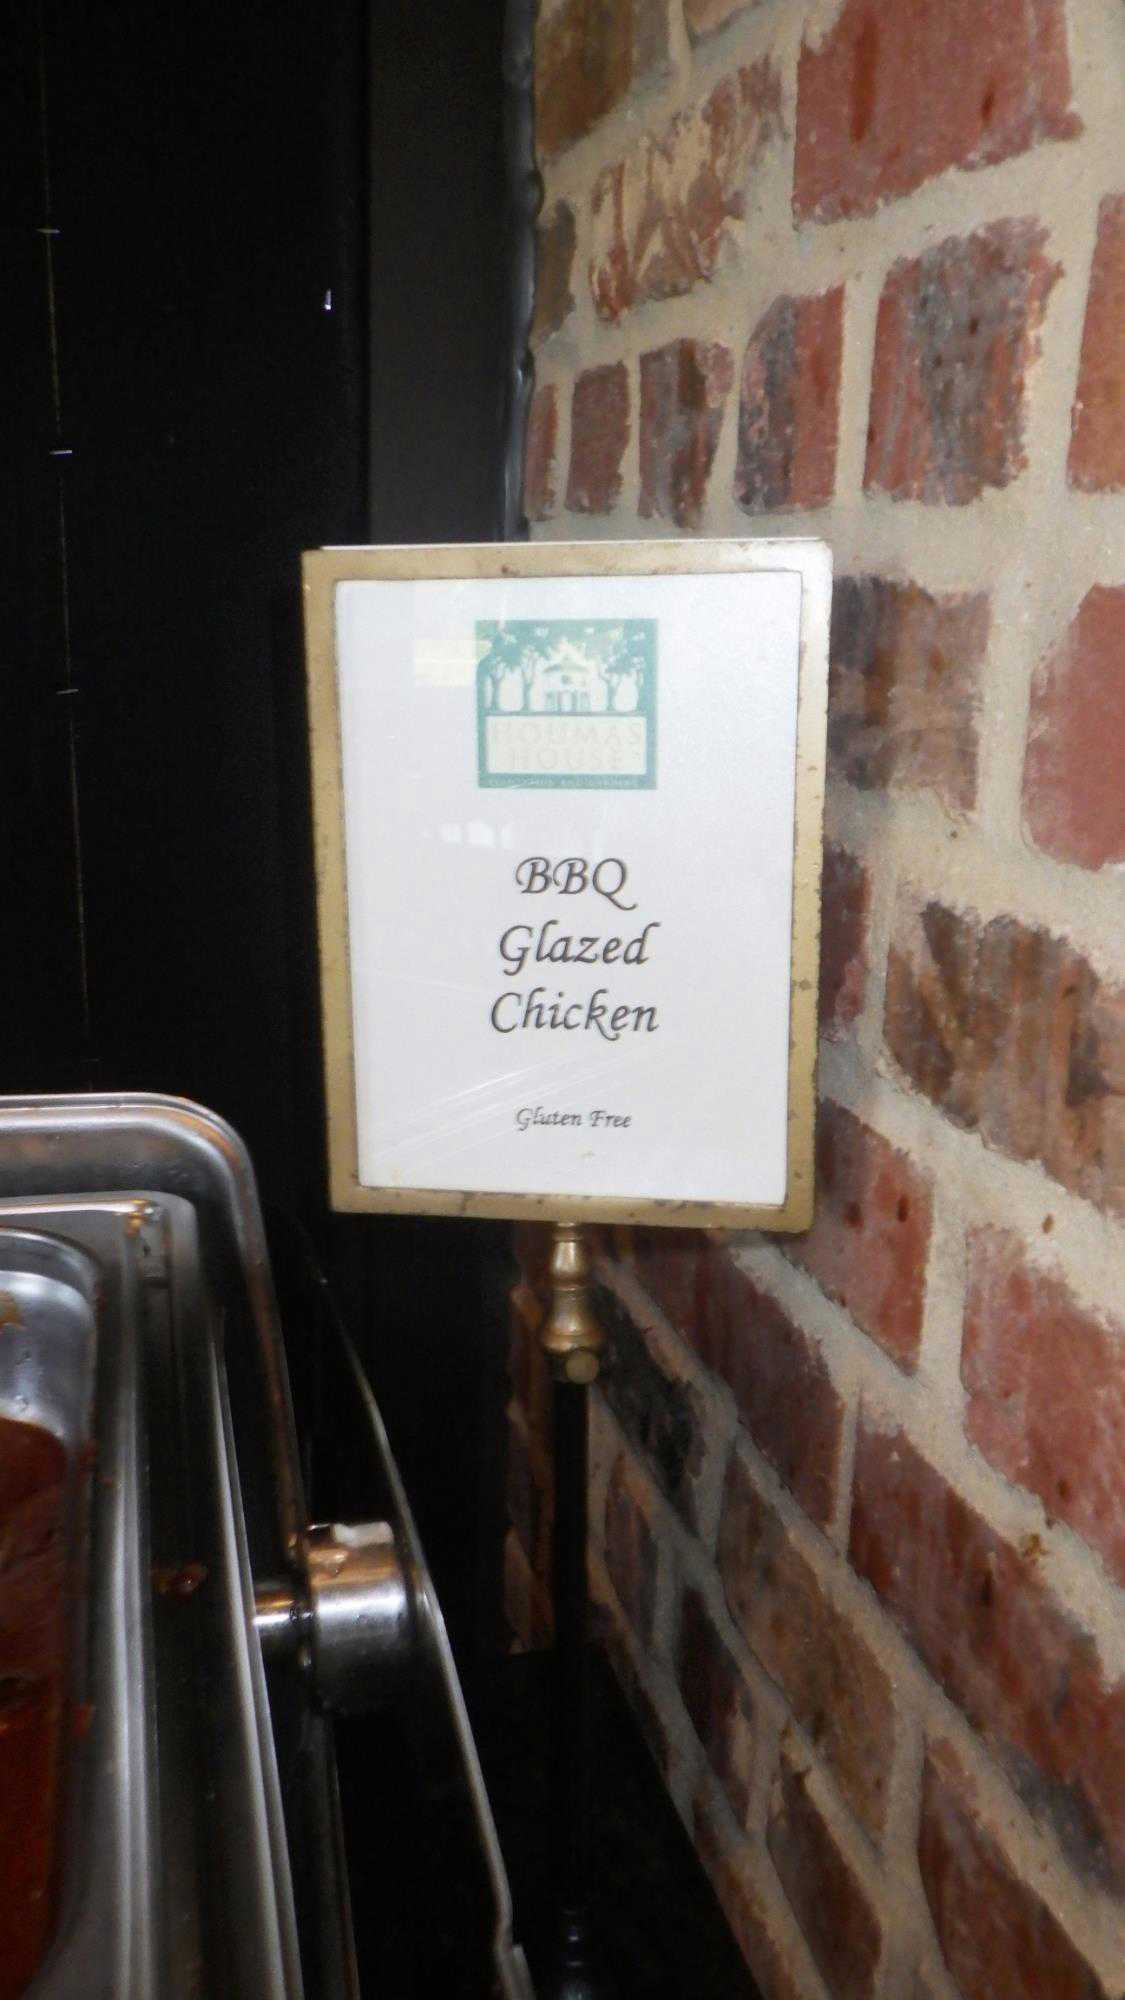 HOUMAS
HOUSE
BBQ
Glazed
Chicken
Gluten Free